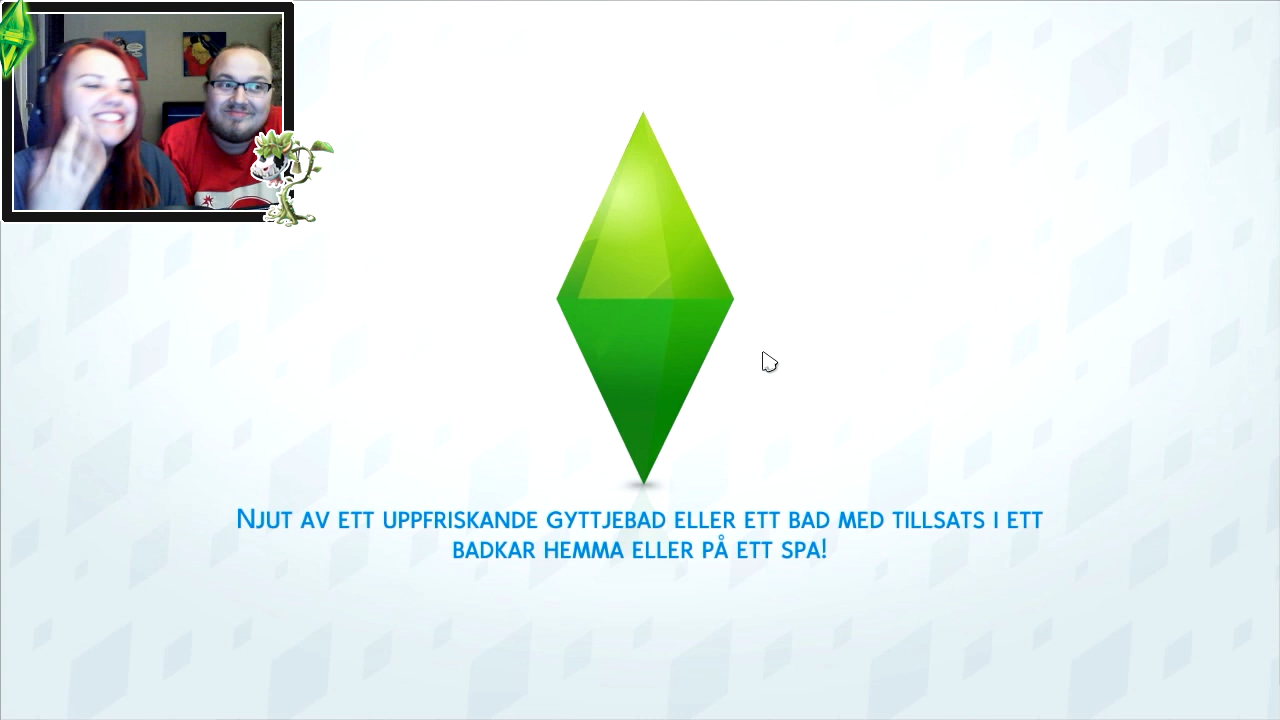 Njut av ett uppfriskande gyttjebad eller ett bad med tillsats i ett
badkar hemma eller på ett spa!